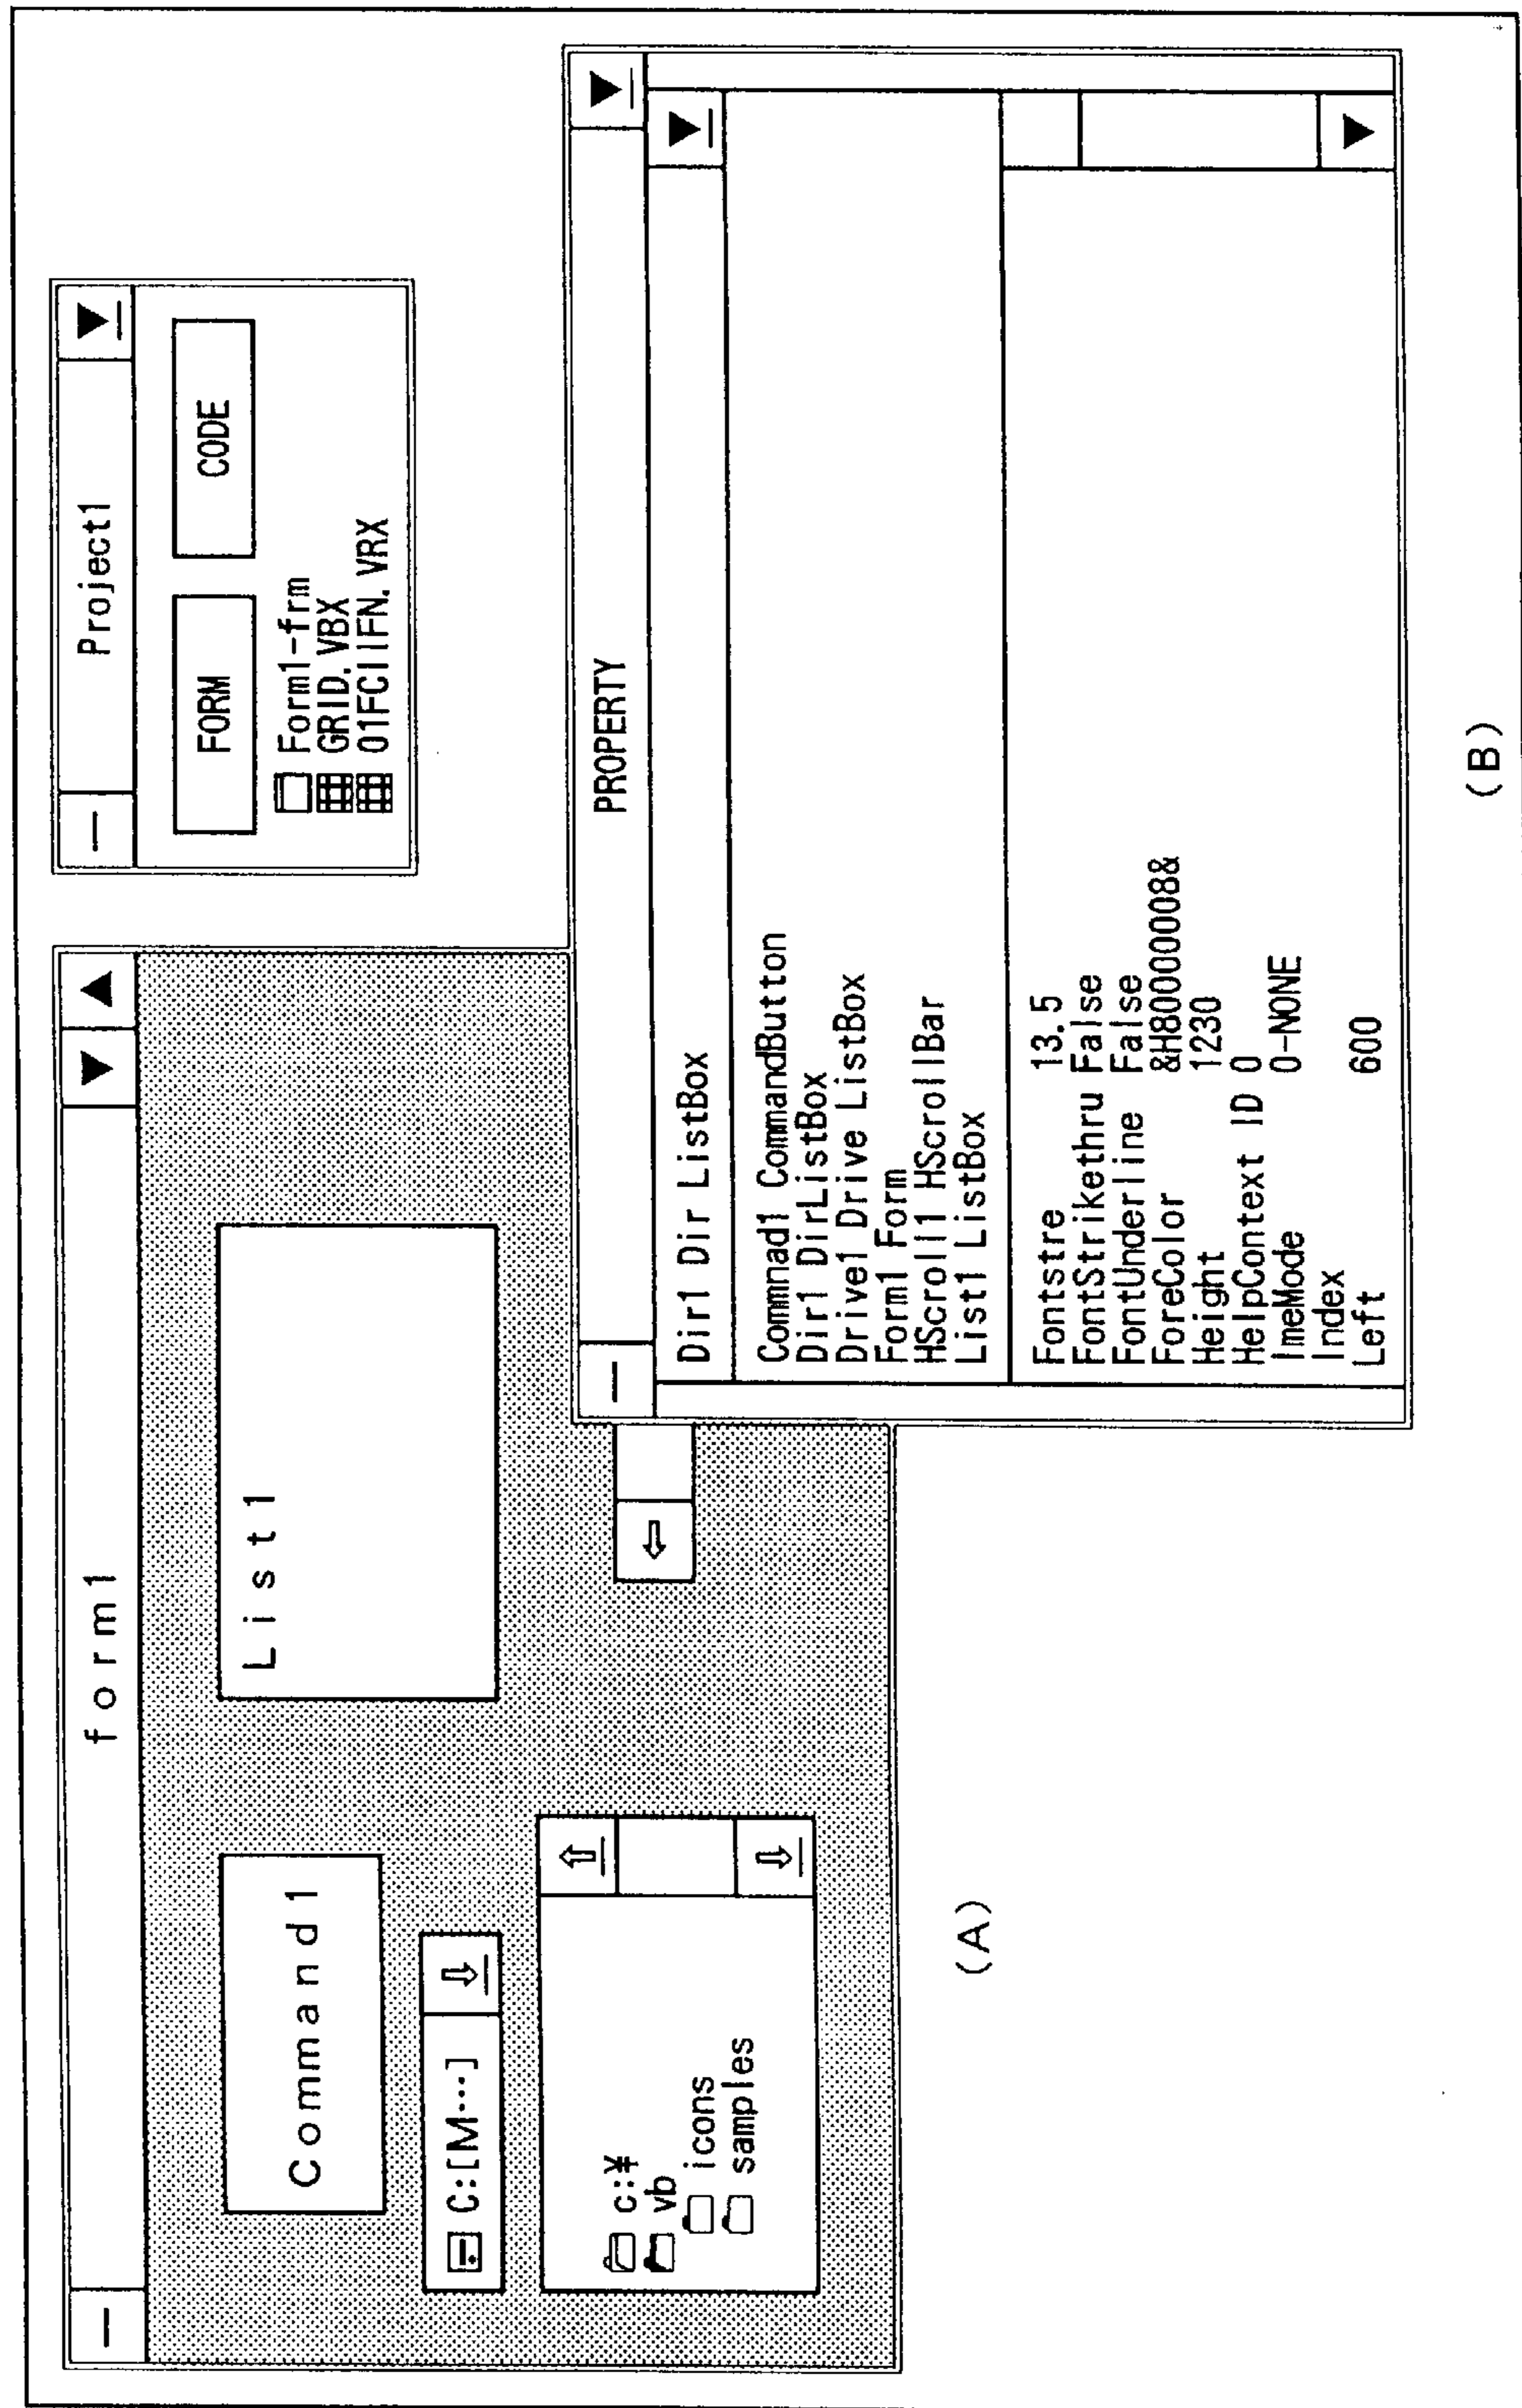 form1
Command1
List1
C:[M···]
c:¥
vb
icons
samples
(A)
Project1
FORM
CODE
Form1-frm
GRID. VBX
01FCIIFN. VRX
PROPERTY
Dir1 Dir ListBox
Commnad1 CommandButton
Dir1 DirListBox
Drive1 Drive ListBox
Form1 Form
HScroll1 HScrollBar
List1 ListBox
Fontstre 13.5
FontStrikethru False
FontUnderline False
ForeColor &H80000008&
Height 1230
HelpContext ID 0
ImeMode 0-NONE
Index
Left 600
(B)